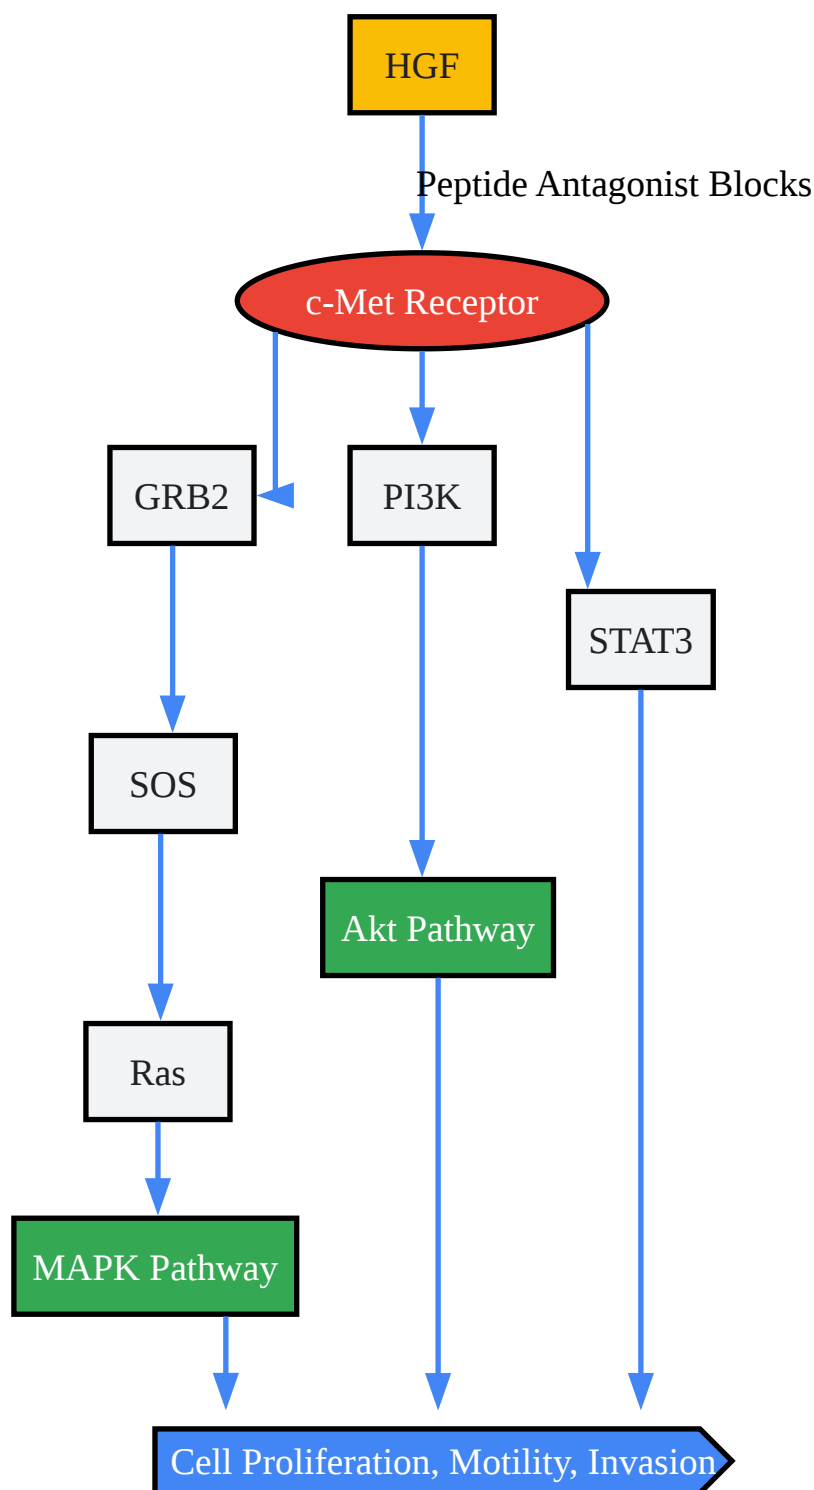 HGF
Peptide Antagonist Blocks
c-Met Receptor
GRB2
PI3K
STAT3
SOS
Akt Pathway
Ras
MAPK Pathway
Cell Proliferation, Motility, Invasion